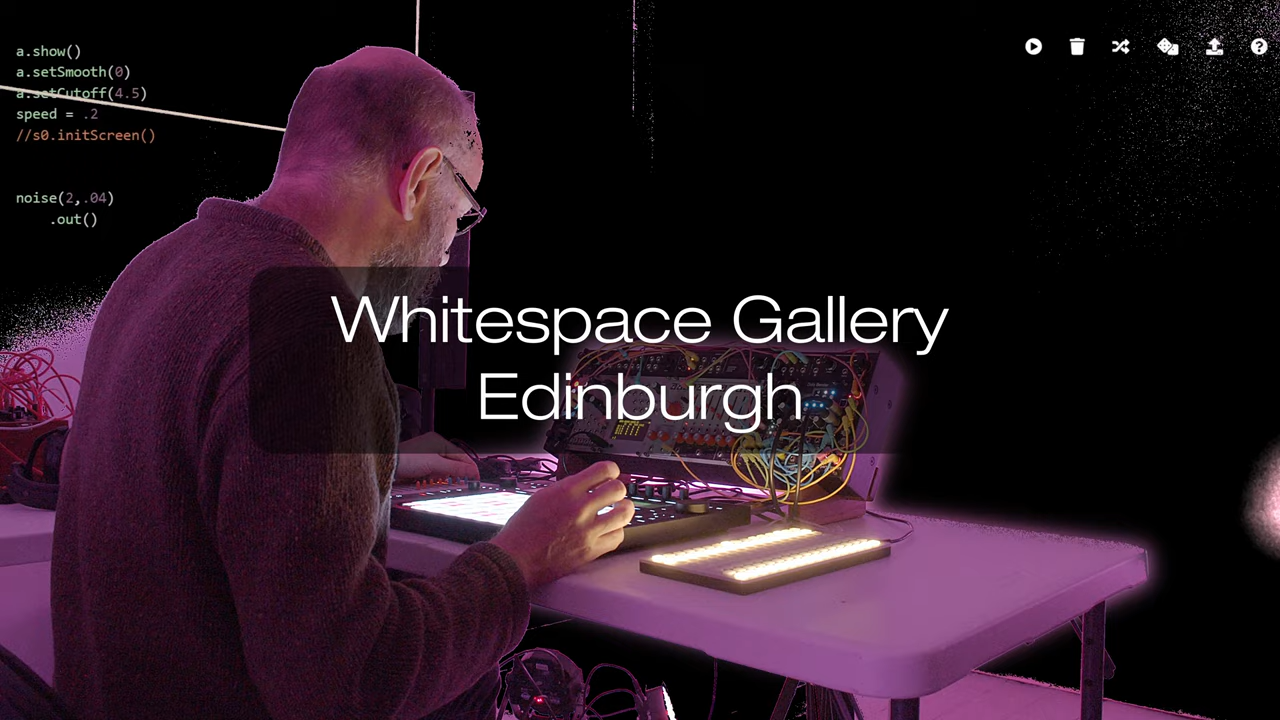 a.show()
a.setSmooth(0)
a.setCutoff(4.5)
speed = .2
//s0.initScreen()
noise(2,.04)
.out()
Whitespace Gallery
Edinburgh